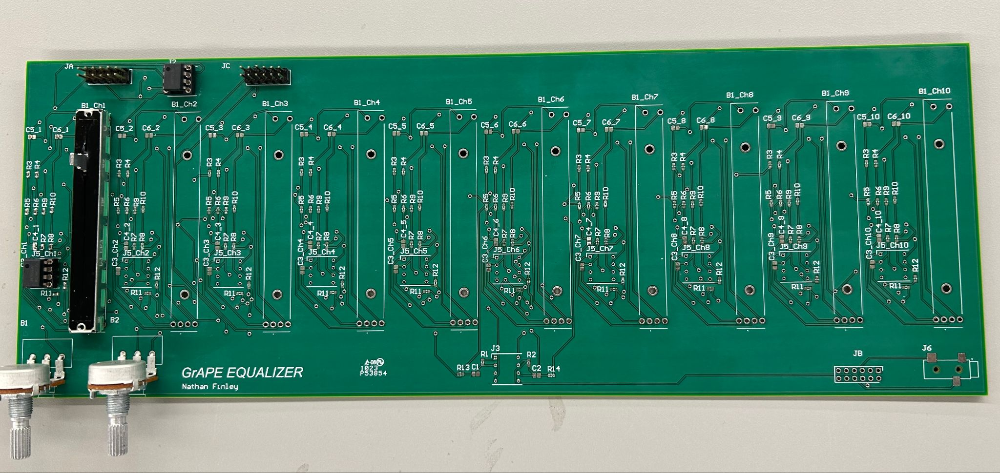 JA
J2
JC
B1_Ch1
B1_Ch2
B1_Ch3
B1_Ch4
B1_Ch5
B1_Ch6
B1_Ch7
B1_Ch8
B1_Ch9
B1_Ch10
C5_1 C6_1
C5_2 C6_2
C5_3 C6_3
C5_4 C6_4
C5_5 C6_5
C5_6 C6_6
C5_7 C6_7
C5_8 C6_8
C5_9 C6_9
C5_10 C6_10
R3 R4
R3 R4
R3 R4
R3 R4
R3 R4
R3 R4
R3 R4
R3 R4
R3 R4
R3 R4
R5 R6 R9 R10
R5 R6 R9 R10
R5 R6 R9 R10
R5 R6 R9 R10
R5 R6 R9 R10
R5 R6 R9 R10
R5 R6 R9 R10
R5 R6 R9 R10
R5 R6 R9 R10
R5 R6 R9 R10
C3_Ch1 C4_1 R7 R8
C3_Ch2 C4_2 R7 R8
C3_Ch3 C4_3 R7 R8
C3_Ch4 C4_4 R7 R8
C3_Ch5 C4_5 R7 R8
C3_Ch6 C4_6 R7 R8
C3_Ch7 C4_7 R7 R8
C3_Ch8 C4_8 R7 R8
C3_Ch9 C4_9 R7 R8
C3_Ch10 C4_10 R7 R8
J5_Ch1
J5_Ch2
J5_Ch3
J5_Ch4
J5_Ch5
J5_Ch6
J5_Ch7
J5_Ch8
J5_Ch9
J5_Ch10
R11 R12
R11 R12
R11 R12
R11 R12
R11 R12
R11 R12
R11 R12
R11 R12
R11 R12
R11 R12
B1
B2
GrAPE EQUALIZER
Nathan Finley
1023
P53854
R13 C1
R1
J3
R2
C2 R14
JB
J6